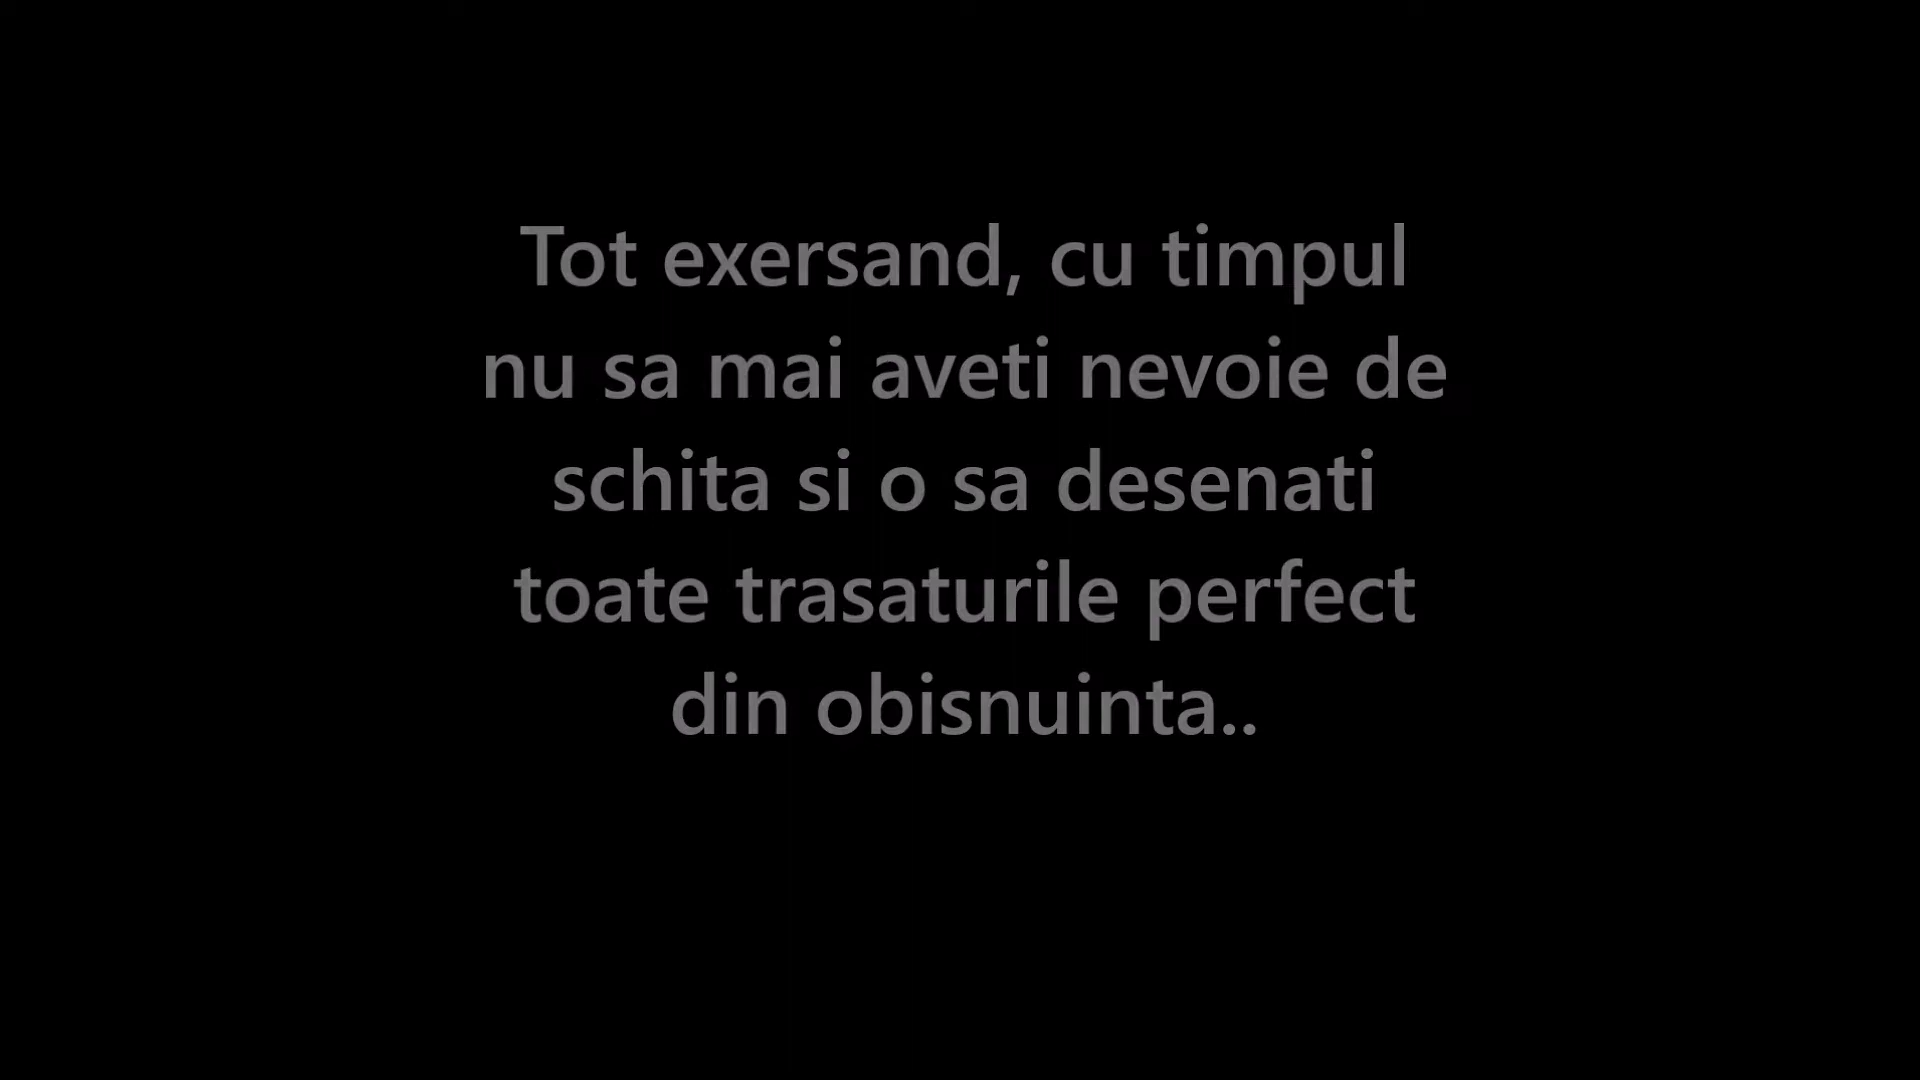 Tot exersand, cu timpul
nu sa mai aveti nevoie de
schita si o sa desenati
toate trasaturile perfect
din obisnuinta..